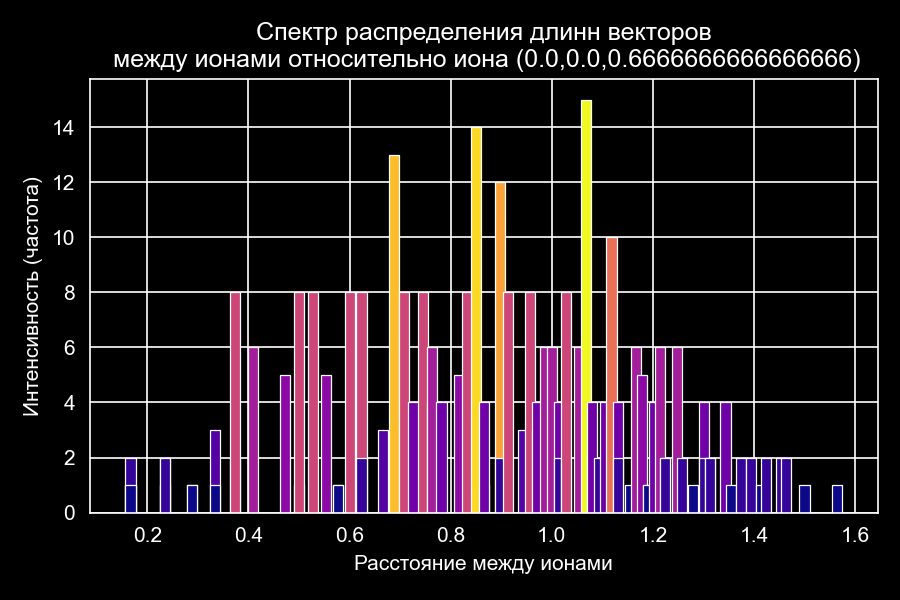 Спектр распределения длинн векторов
между ионами относительно иона (0.0,0.0,0.6666666666666666)
Интенсивность (частота)
14
12
10
8
6
4
2
0
0.2 0.4 0.6 0.8 1.0 1.2 1.4 1.6
Расстояние между ионами